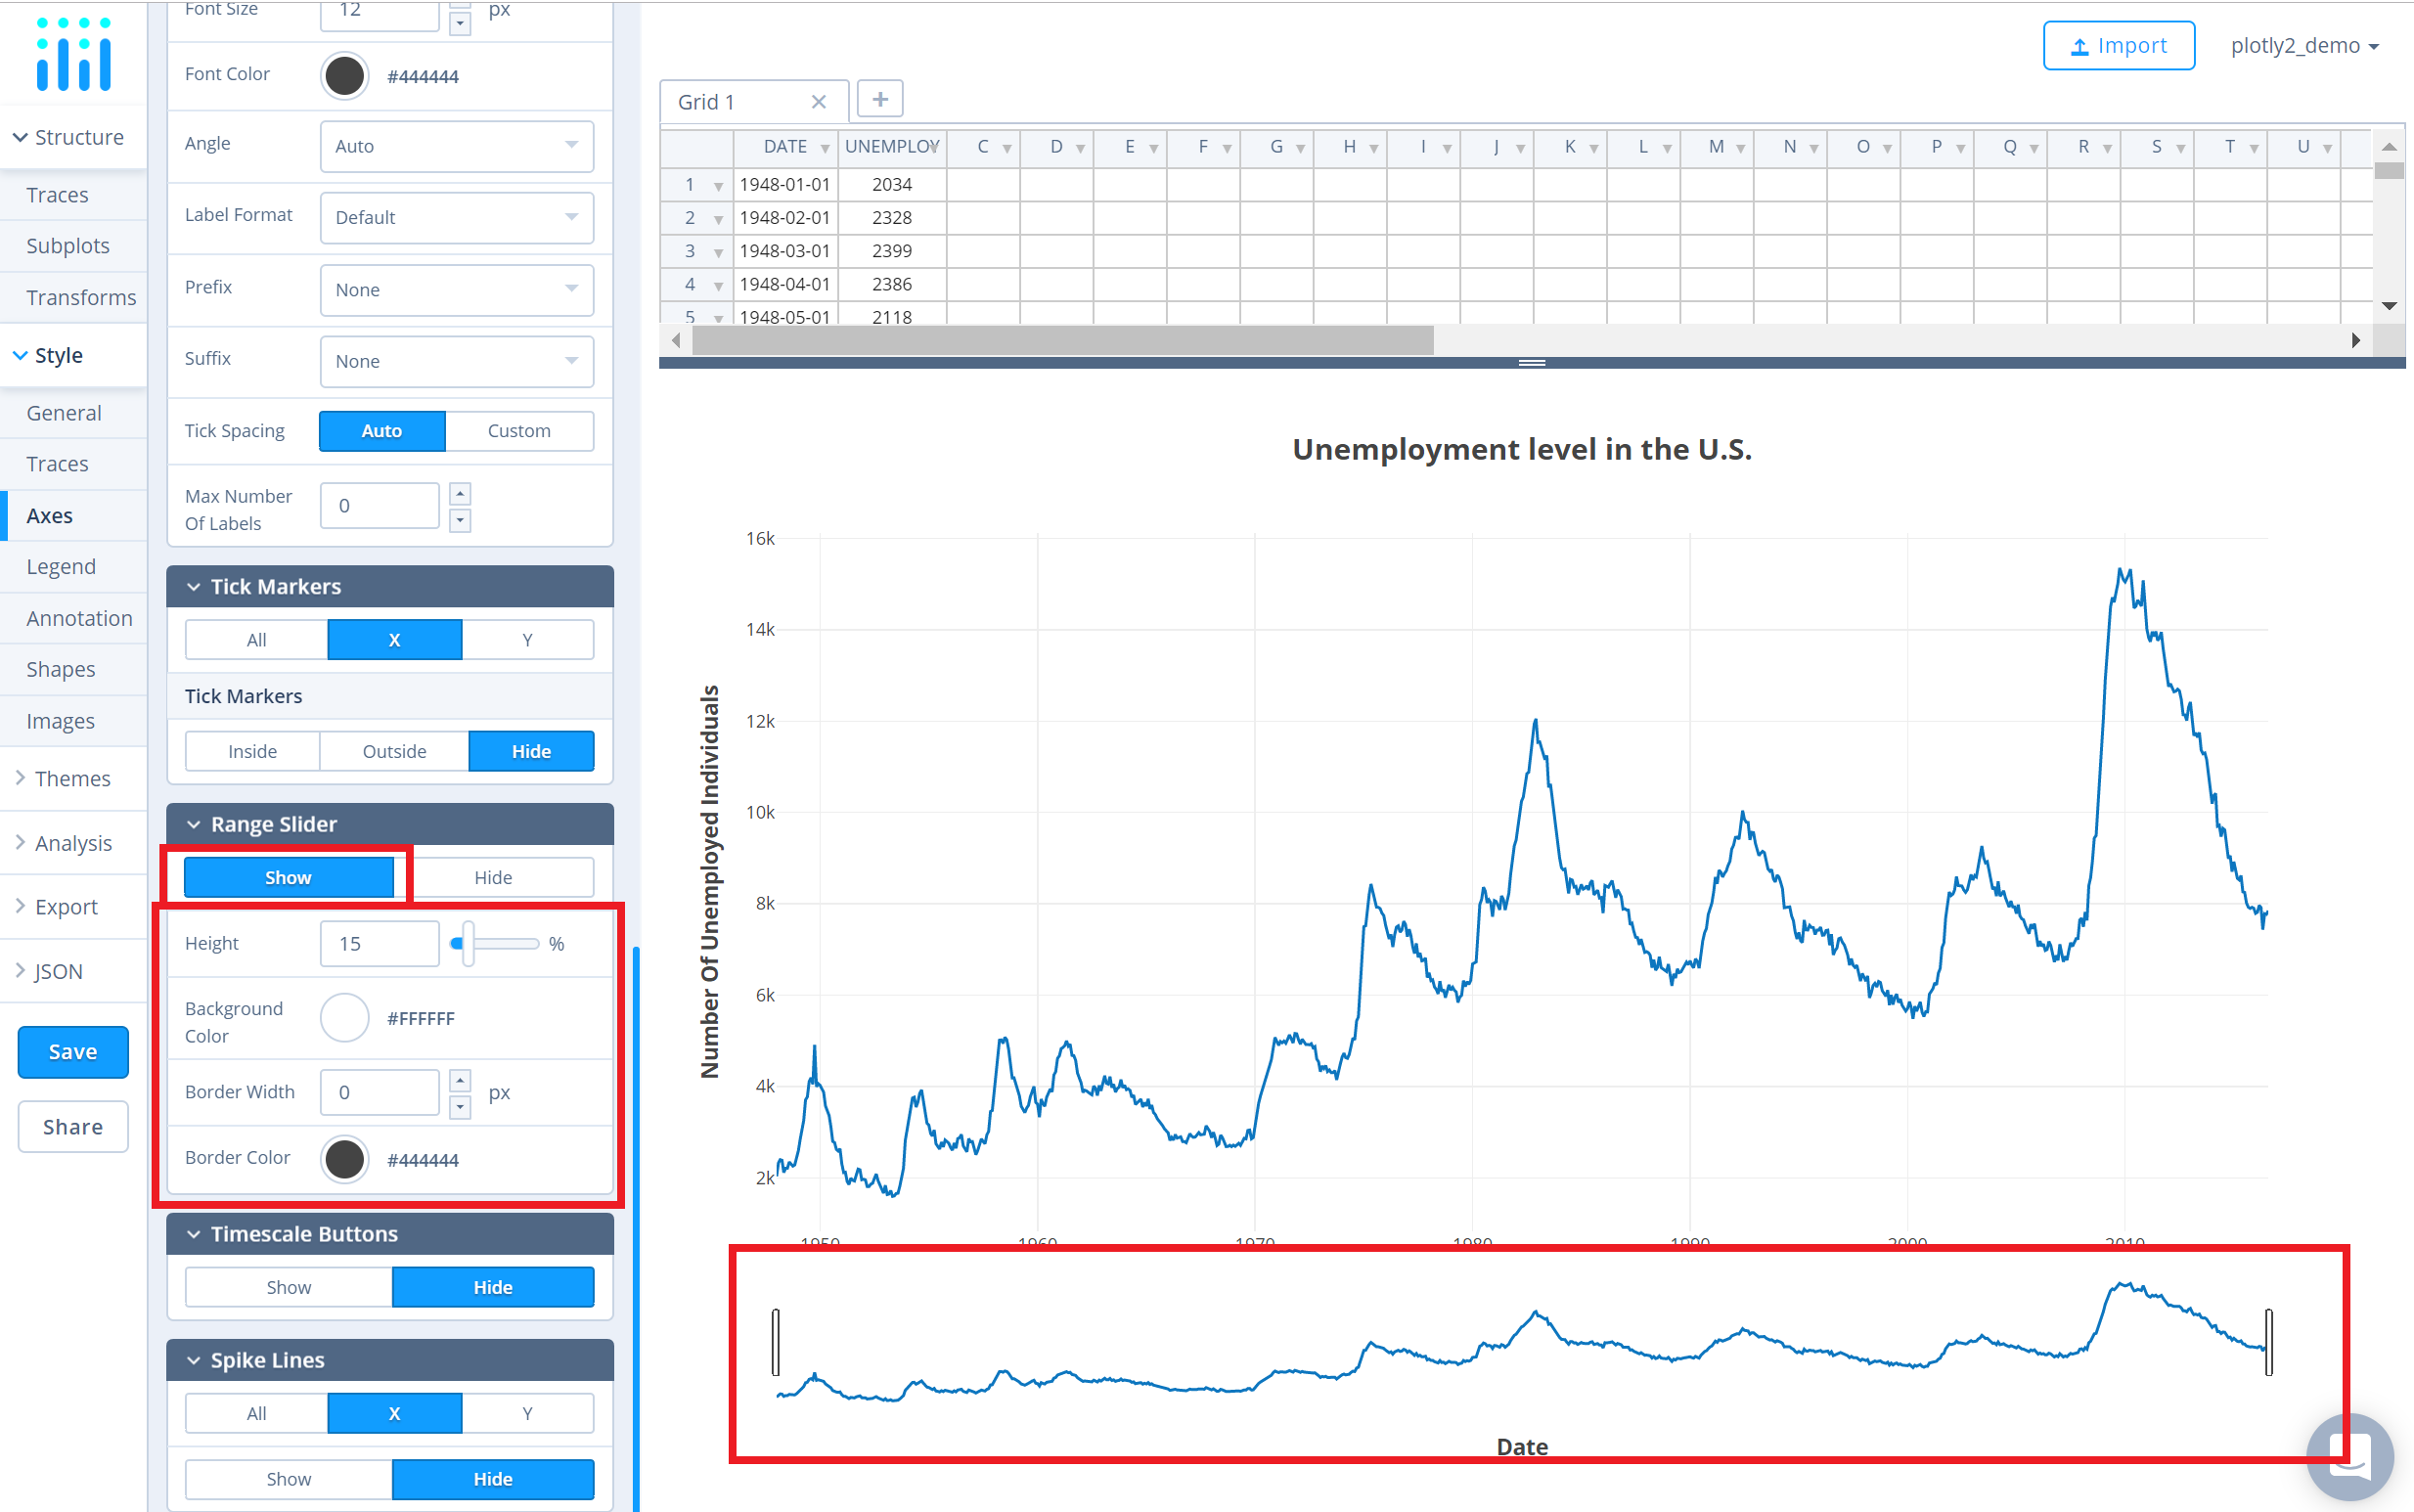 Structure
Traces
Subplots
Transforms
Style
General
Traces
Axes
Legend
Annotation
Shapes
Images
Themes
Analysis
Export
JSON
Save
Share
Font Size 12 px
Font Color #444444
Angle Auto
Label Format Default
Prefix None
Suffix None
Tick Spacing Auto Custom
Max Number
Of Labels
0
Tick Markers
All X Y
Tick Markers
Inside Outside Hide
Range Slider
Show Hide
Height 15 %
Background
Color
#FFFFFF
Border Width 0 px
Border Color #444444
Timescale Buttons
Show Hide
Spike Lines
All X Y
Show Hide
Import plotly2_demo
Grid 1 × +
DATE UNEMPLOY C D E F G H I J K L M N O P Q R S T U
1 1948-01-01 2034
2 1948-02-01 2328
3 1948-03-01 2399
4 1948-04-01 2386
5 1948-05-01 2118
Unemployment level in the U.S.
Number Of Unemployed Individuals
16k
14k
12k
10k
8k
6k
4k
2k
1950 1960 1970 1980 1990 2000 2010
Date